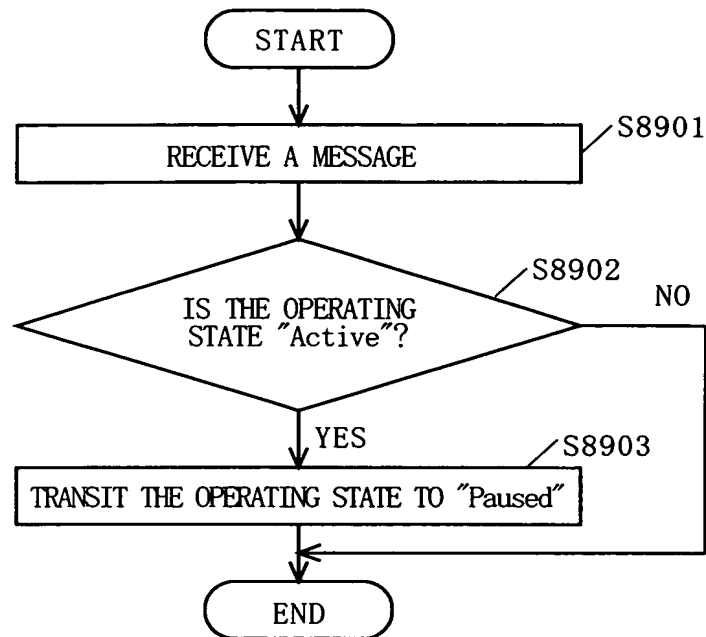 START
RECEIVE A MESSAGE
S8901
S8902
IS THE OPERATING
STATE "Active"?
NO
YES
S8903
TRANSIT THE OPERATING STATE TO "Paused"
END